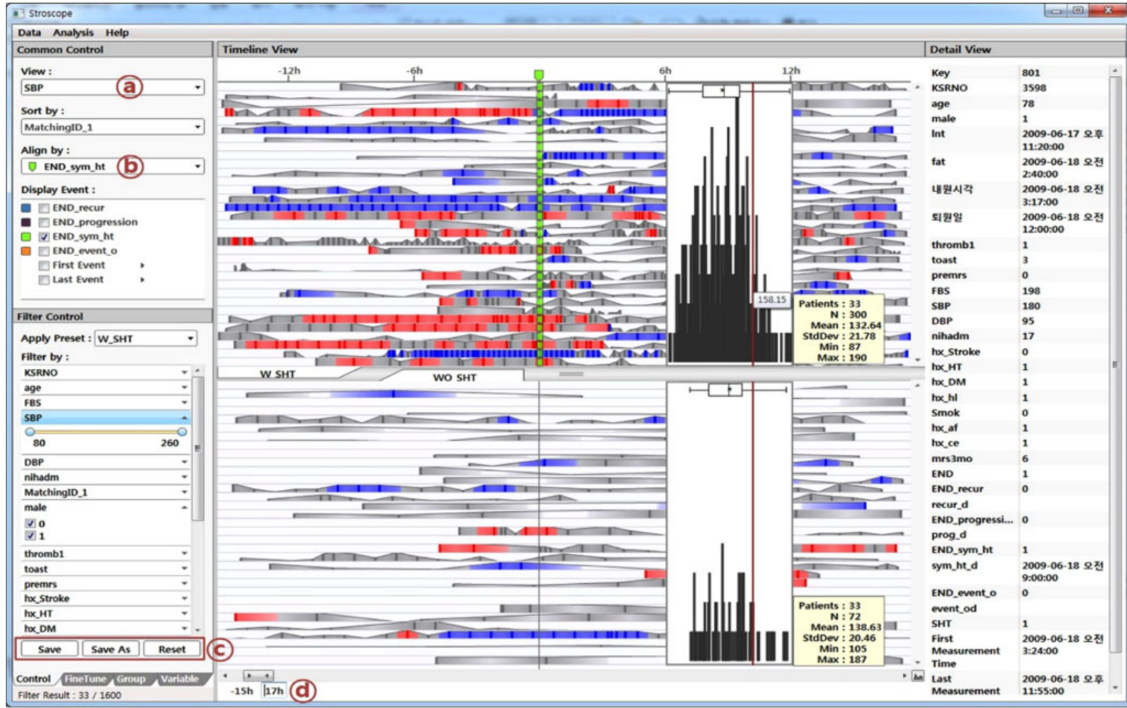 Stroscope
Data Analysis Help
Common Control
View :
SBP
ⓐ
Sort by :
MatchingID_1
Align by :
END_sym_ht
ⓑ
Display Event :
END_recur
END_progression
END_sym_ht
END_event_o
First Event
Last Event
Filter Control
Apply Preset : W_SHT
Filter by :
KSRNO
age
FBS
SBP
80 260
DBP
nihadm
MatchingID_1
male
0
1
thromb1
toast
premrs
hx_Stroke
hx_HT
hx_DM
Save Save As Reset
ⓒ
Control FineTune Group Variable
Filter Result : 33 / 1600
Timeline View
-12h -6h 6h 12h
158.15
Patients : 33
N : 300
Mean : 132.64
StdDev : 21.78
Min : 87
Max : 190
W SHT WO SHT
Patients : 33
N : 72
Mean : 138.63
StdDev : 20.46
Min : 105
Max : 187
-15h 17h
ⓓ
Detail View
Key 801
KSRNO 3598
age 78
male 1
lnt 2009-06-17 오후
11:20:00
fat 2009-06-18 오전
2:40:00
내원시각 2009-06-18 오전
3:17:00
퇴원일 2009-06-18 오전
12:00:00
thromb1 1
toast 3
premrs 0
FBS 198
SBP 180
DBP 95
nihadm 17
hx_Stroke 0
hx_HT 1
hx_DM 1
hx_hl 1
Smok 0
hx_af 1
hx_ce 1
mrs3mo 6
END 1
END_recur 0
recur_d
END_progressi... 0
prog_d
END_sym_ht 1
sym_ht_d 2009-06-18 오전
9:00:00
END_event_o 0
event_od
SHT 1
First 2009-06-18 오전
Measurement 3:24:00
Time
Last 2009-06-18 오후
Measurement 11:55:00